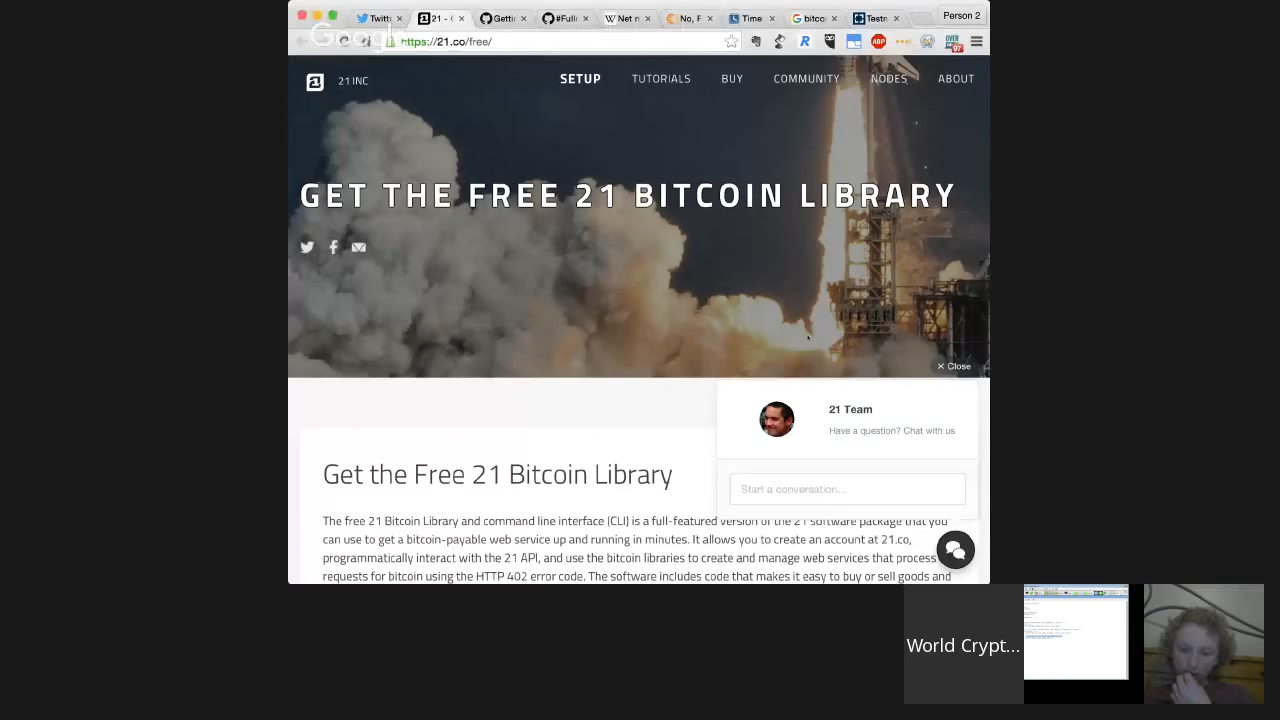 Twitte
21 - C
Gettin
#Fulln
Net n
No, F
Time
bitco
Testn
Person 2
Google
https://21.co/free/
ABP
97
21 INC
SETUP
TUTORIALS
BUY
COMMUNITY
NODES
ABOUT
GET THE FREE 21 BITCOIN LIBRARY
× Close
21 Team
Have a question? Chat with us
Start a conversation...
Get the Free 21 Bitcoin Library
The free 21 Bitcoin Library and command line interface (CLI) is a full-featured version of the 21 software package that you
can use to get a bitcoin-payable web service up and running in minutes. It allows you to create an account at 21.co,
programmatically interact with the 21 API, and use the bitcoin libraries to create and manage web services that process
requests for bitcoin using the HTTP 402 error code. The software includes code that makes it easy to buy or sell goods and
World Crypt...